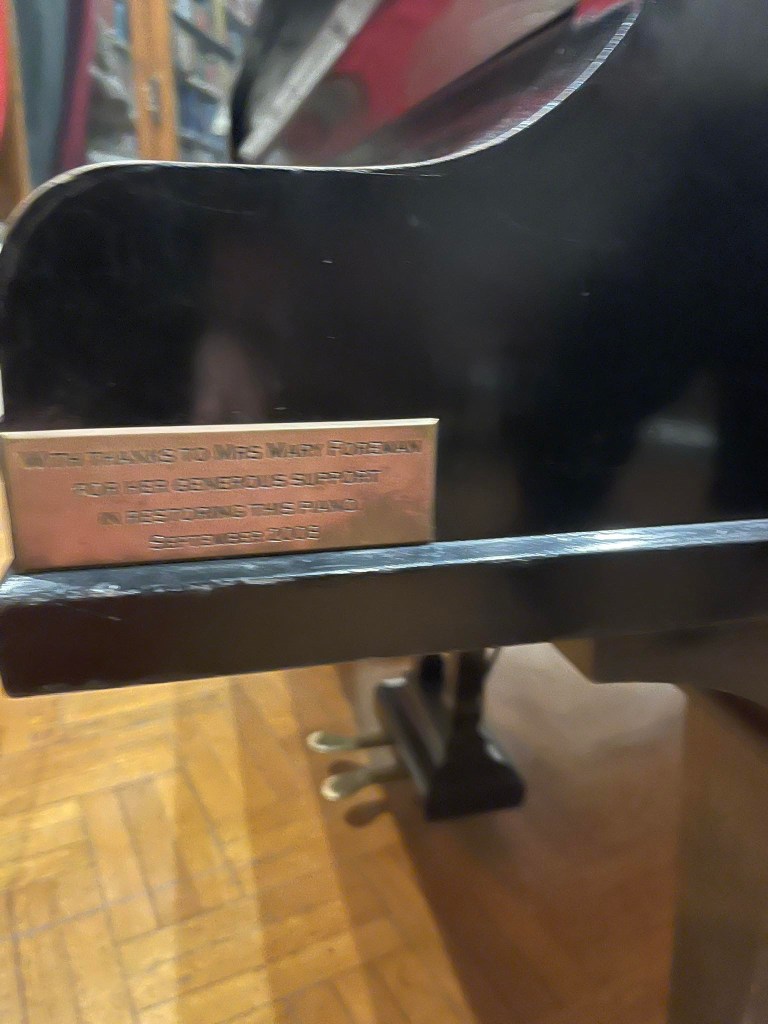 WITH THANKS TO MRS MARY FOREMAN
FOR HER GENEROUS SUPPORT
IN RESTORING THIS PIANO.
SEPTEMBER 2008